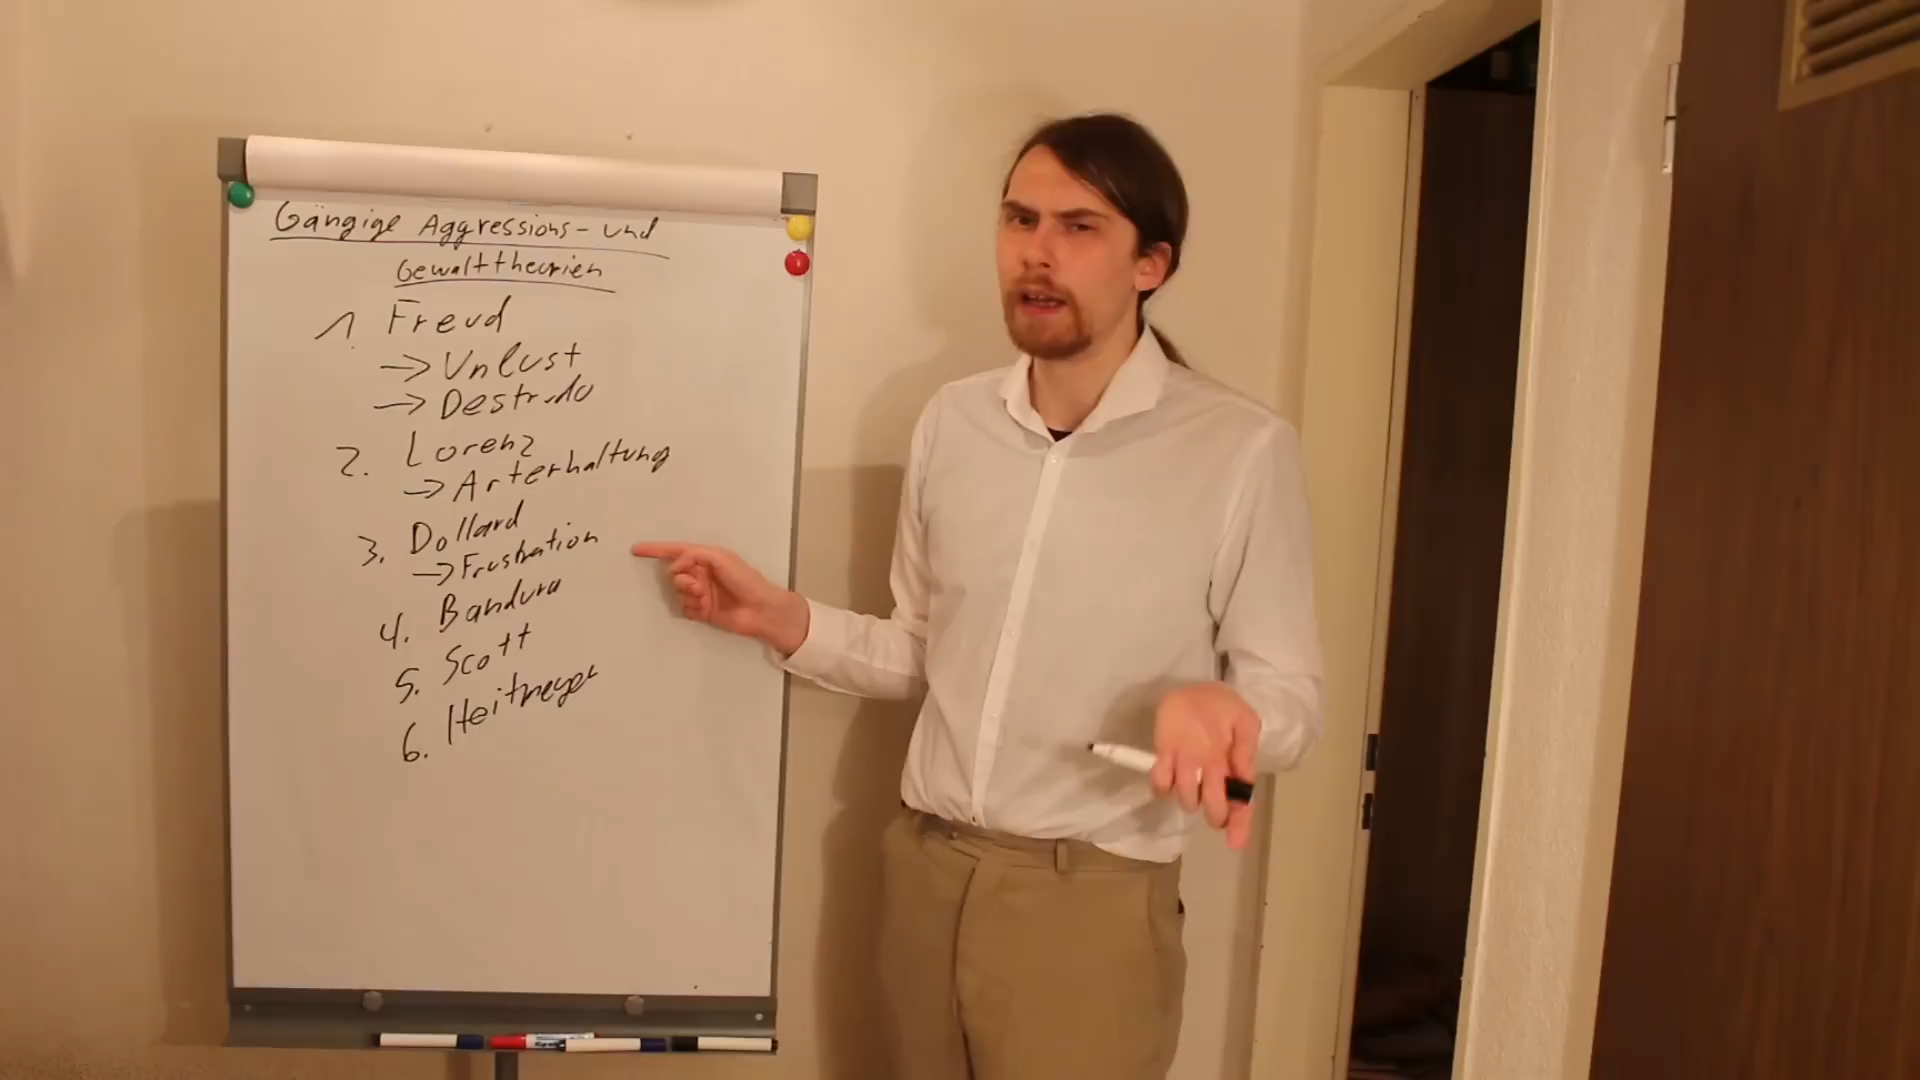 Gängige Aggressions- und
Gewalttheorien
1. Freud
→ Unlust
→ Destrudo
2. Lorenz
→ Arterhaltung
3. Dollard
→ Frustration
4. Bandura
5. Scott
6. Heitmeyer